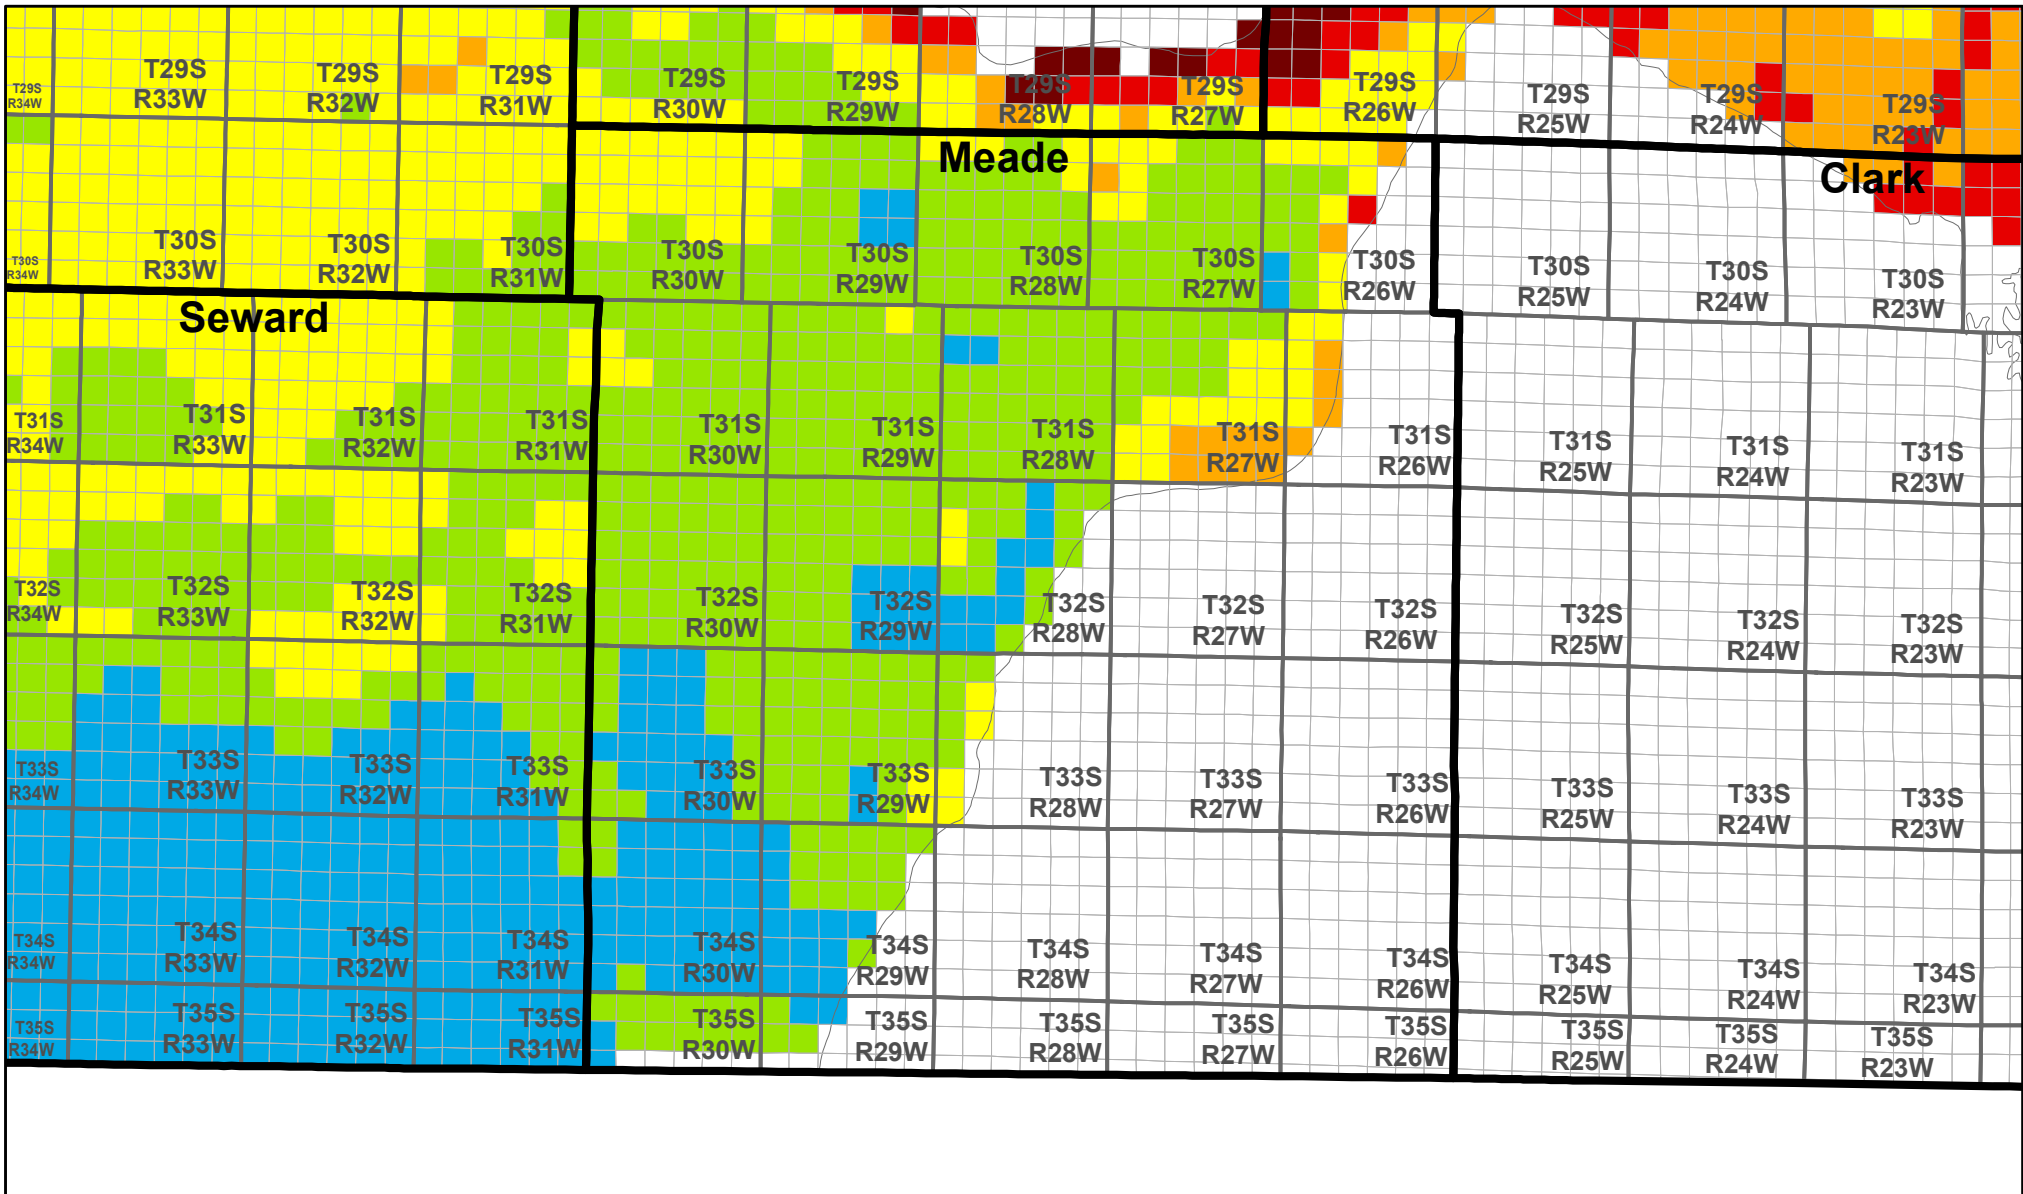 T29S
R34W
T29S
R33W
T29S
R32W
T29S
R31W
T29S
R30W
T29S
R29W
T29S
R28W
T29S
R27W
T29S
R26W
T29S
R25W
T29S
R24W
T29S
R23W
Meade
Clark
T30S
R34W
T30S
R33W
T30S
R32W
T30S
R31W
T30S
R30W
T30S
R29W
T30S
R28W
T30S
R27W
T30S
R26W
T30S
R25W
T30S
R24W
T30S
R23W
Seward
T31S
R34W
T31S
R33W
T31S
R32W
T31S
R31W
T31S
R30W
T31S
R29W
T31S
R28W
T31S
R27W
T31S
R26W
T31S
R25W
T31S
R24W
T31S
R23W
T32S
R34W
T32S
R33W
T32S
R32W
T32S
R31W
T32S
R30W
T32S
R29W
T32S
R28W
T32S
R27W
T32S
R26W
T32S
R25W
T32S
R24W
T32S
R23W
T33S
R34W
T33S
R33W
T33S
R32W
T33S
R31W
T33S
R30W
T33S
R29W
T33S
R28W
T33S
R27W
T33S
R26W
T33S
R25W
T33S
R24W
T33S
R23W
T34S
R34W
T34S
R33W
T34S
R32W
T34S
R31W
T34S
R30W
T34S
R29W
T34S
R28W
T34S
R27W
T34S
R26W
T34S
R25W
T34S
R24W
T34S
R23W
T35S
R34W
T35S
R33W
T35S
R32W
T35S
R31W
T35S
R30W
T35S
R29W
T35S
R28W
T35S
R27W
T35S
R26W
T35S
R25W
T35S
R24W
T35S
R23W